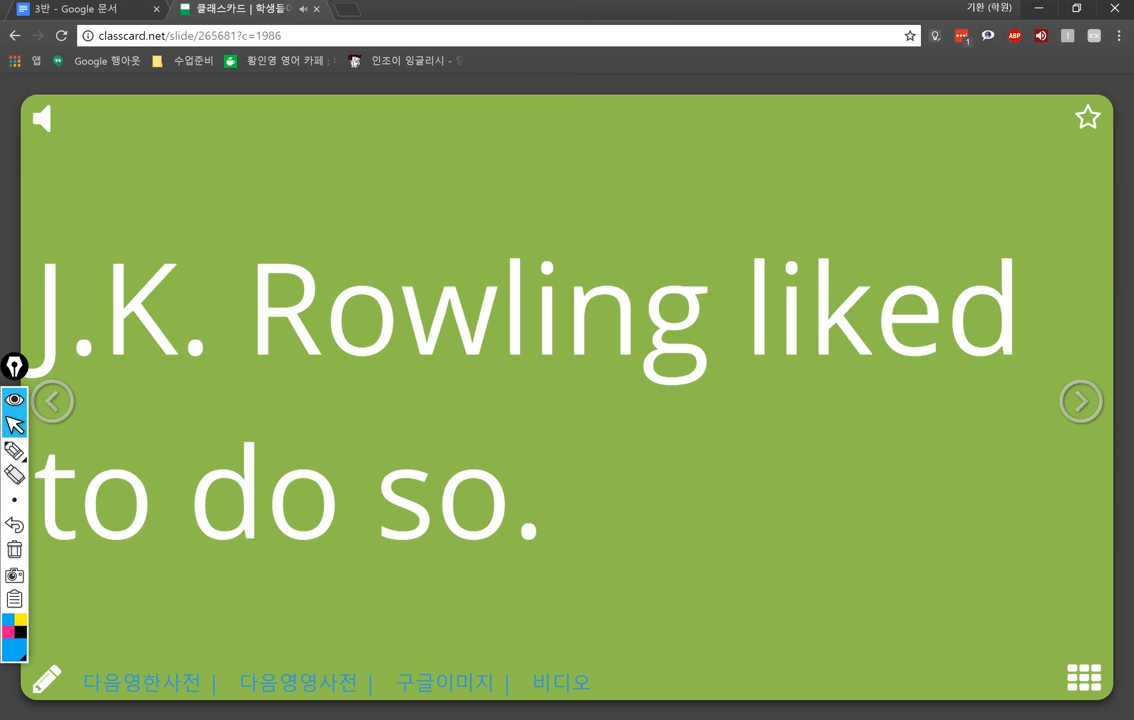 3반 - Google 문서
클래스카드 | 학생들
기환 (학원)
classcard.net/slide/265681?c=1986
1
ABP
앱
Google 행아웃
수업준비
황인영 영어 카페 :
인조이 잉글리시 -
J.K. Rowling liked
to do so.
다음영한사전 | 다음영영사전 | 구글이미지 | 비디오